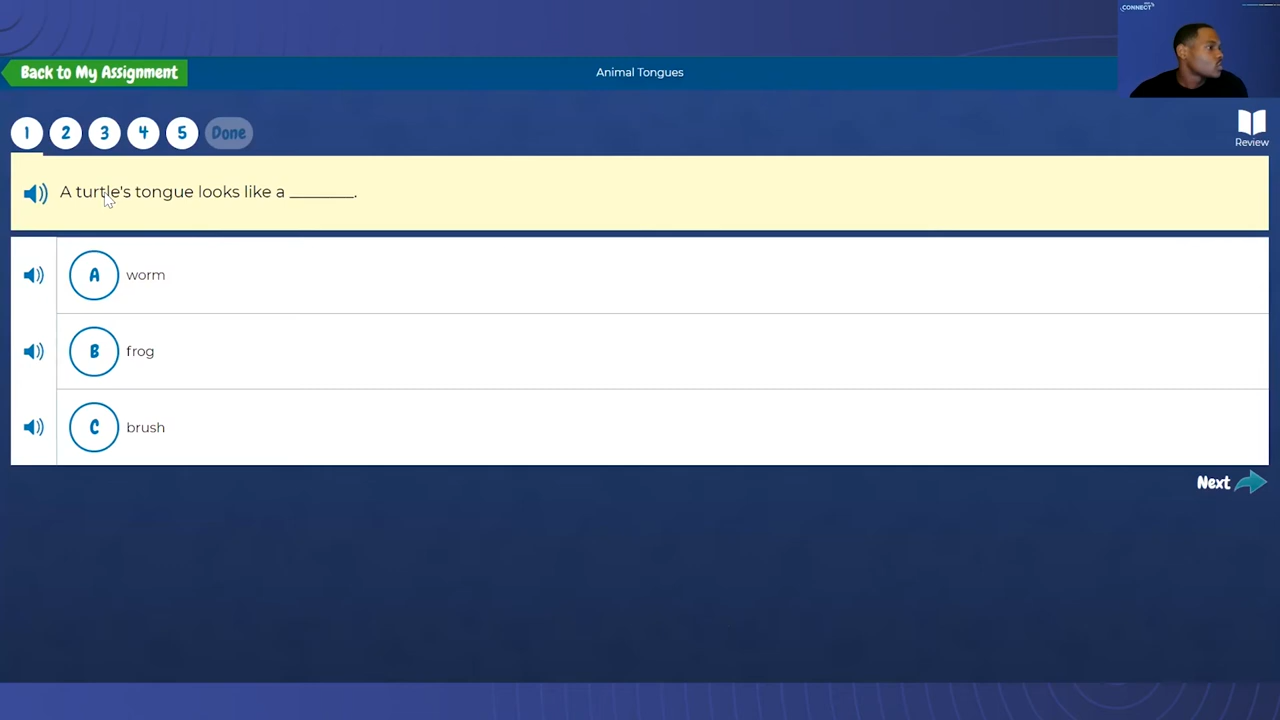 CONNECT
Back to My Assignment
Animal Tongues
1 2 3 4 5 Done
Review
A turtle's tongue looks like a ________.
A worm
B frog
C brush
Next